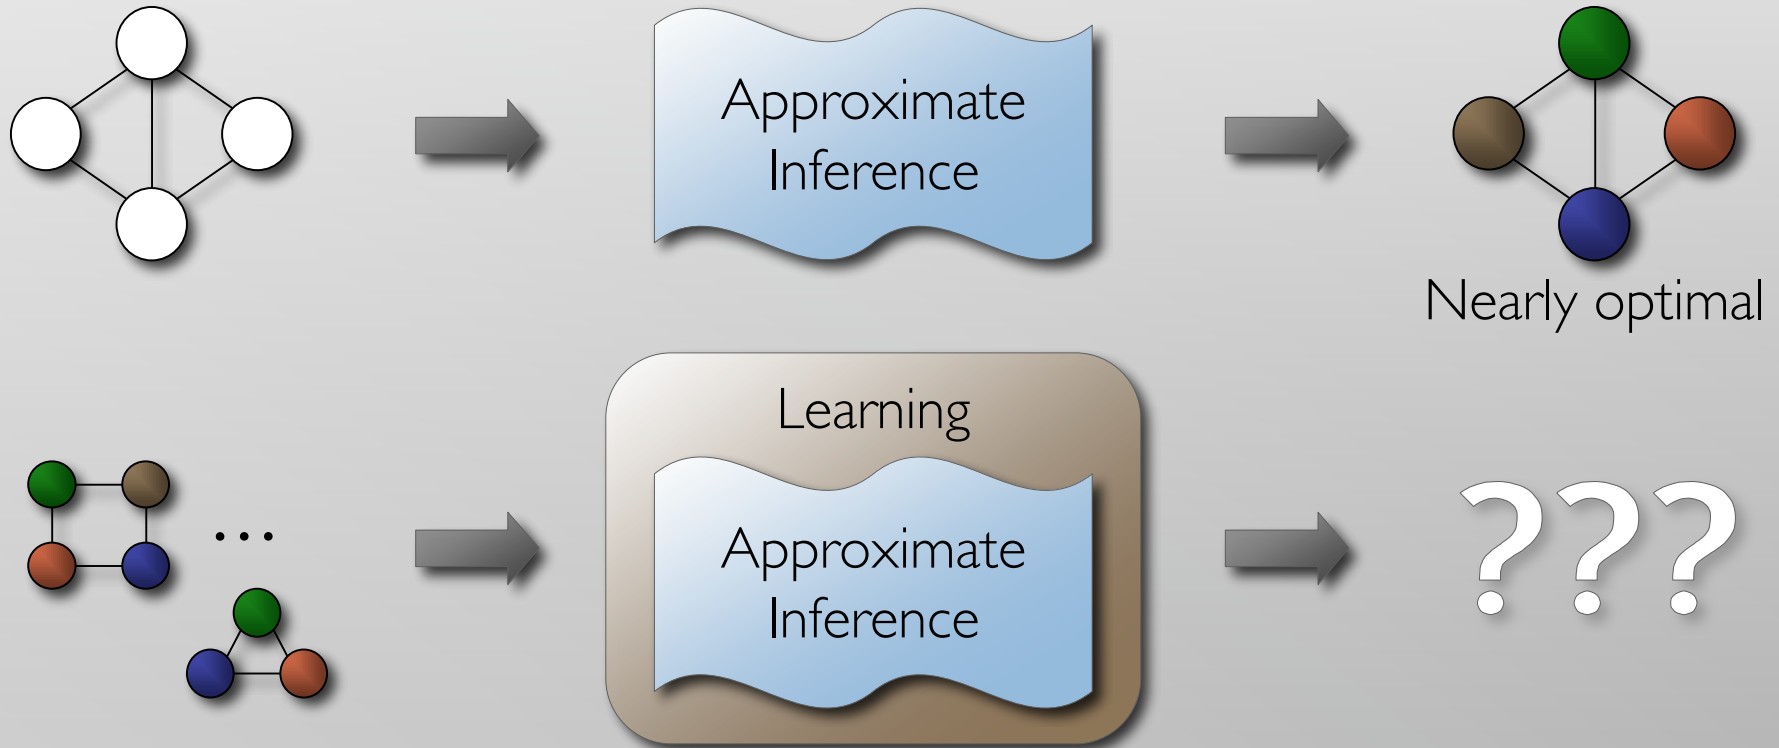 Approximate
Inference
Nearly optimal
Learning
...
Approximate
Inference
???